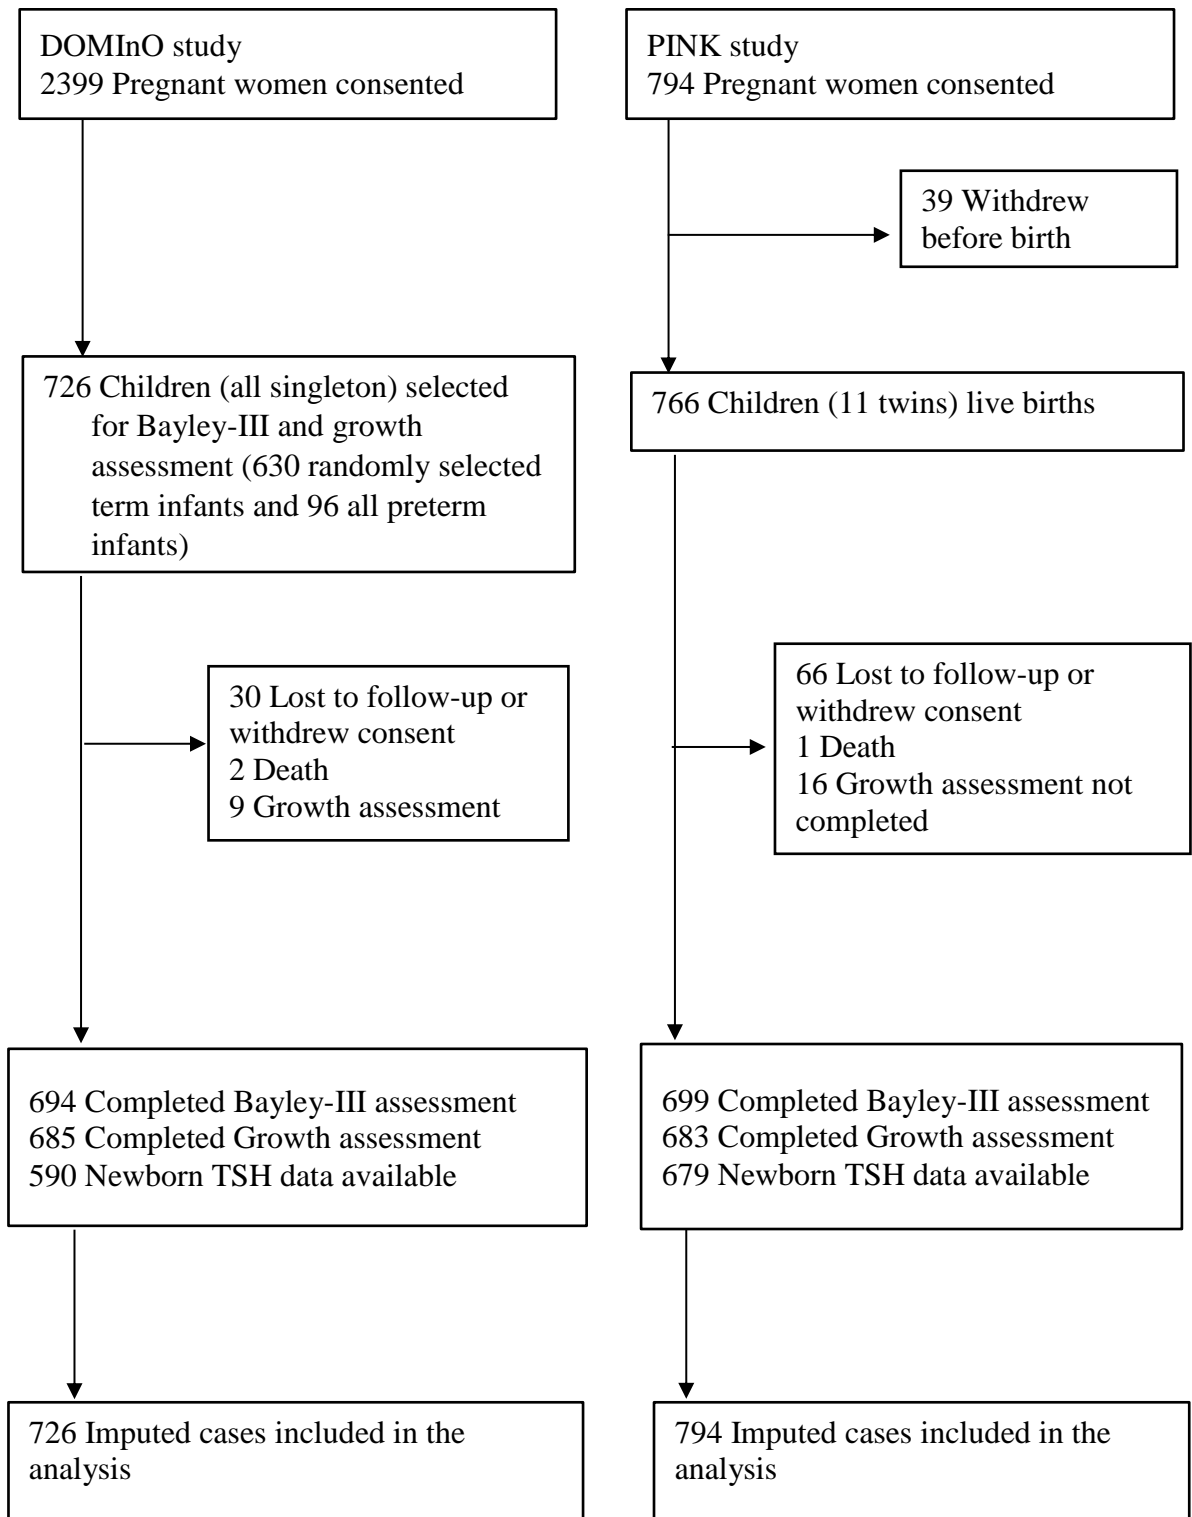 DOMInO study
2399 Pregnant women consented
PINK study
794 Pregnant women consented
39 Withdrew
before birth
726 Children (all singleton) selected
for Bayley-III and growth
assessment (630 randomly selected
term infants and 96 all preterm
infants)
766 Children (11 twins) live births
30 Lost to follow-up or
withdrew consent
2 Death
9 Growth assessment
66 Lost to follow-up or
withdrew consent
1 Death
16 Growth assessment not
completed
694 Completed Bayley-III assessment
685 Completed Growth assessment
590 Newborn TSH data available
699 Completed Bayley-III assessment
683 Completed Growth assessment
679 Newborn TSH data available
726 Imputed cases included in the
analysis
794 Imputed cases included in the
analysis